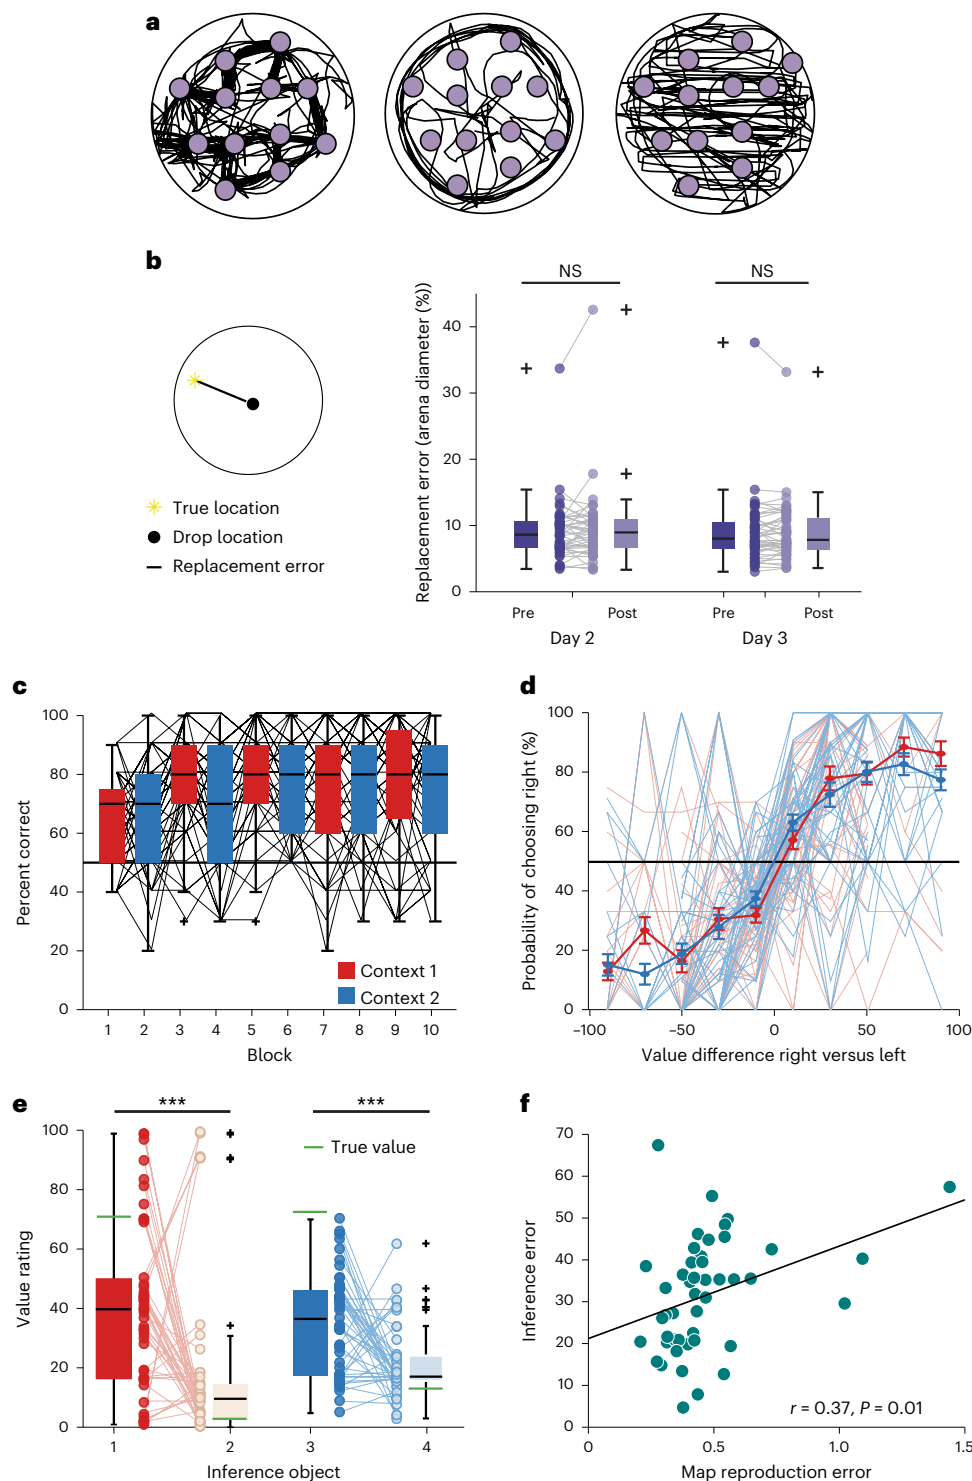 a
b
True location
Drop location
Replacement error
Replacement error (arena diameter (%))
NS
NS
40
30
20
10
0
Pre
Post
Pre
Post
Day 2
Day 3
c
Percent correct
100
80
60
40
20
0
Context 1
Context 2
1 2 3 4 5 6 7 8 9 10
Block
d
Probability of choosing right (%)
100
80
60
40
20
0
–100 –50 0 50 100
Value difference right versus left
e
Value rating
***
***
True value
100
80
60
40
20
0
1 2 3 4
Inference object
f
Inference error
70
60
50
40
30
20
10
0
r = 0.37, P = 0.01
0 0.5 1.0 1.5
Map reproduction error